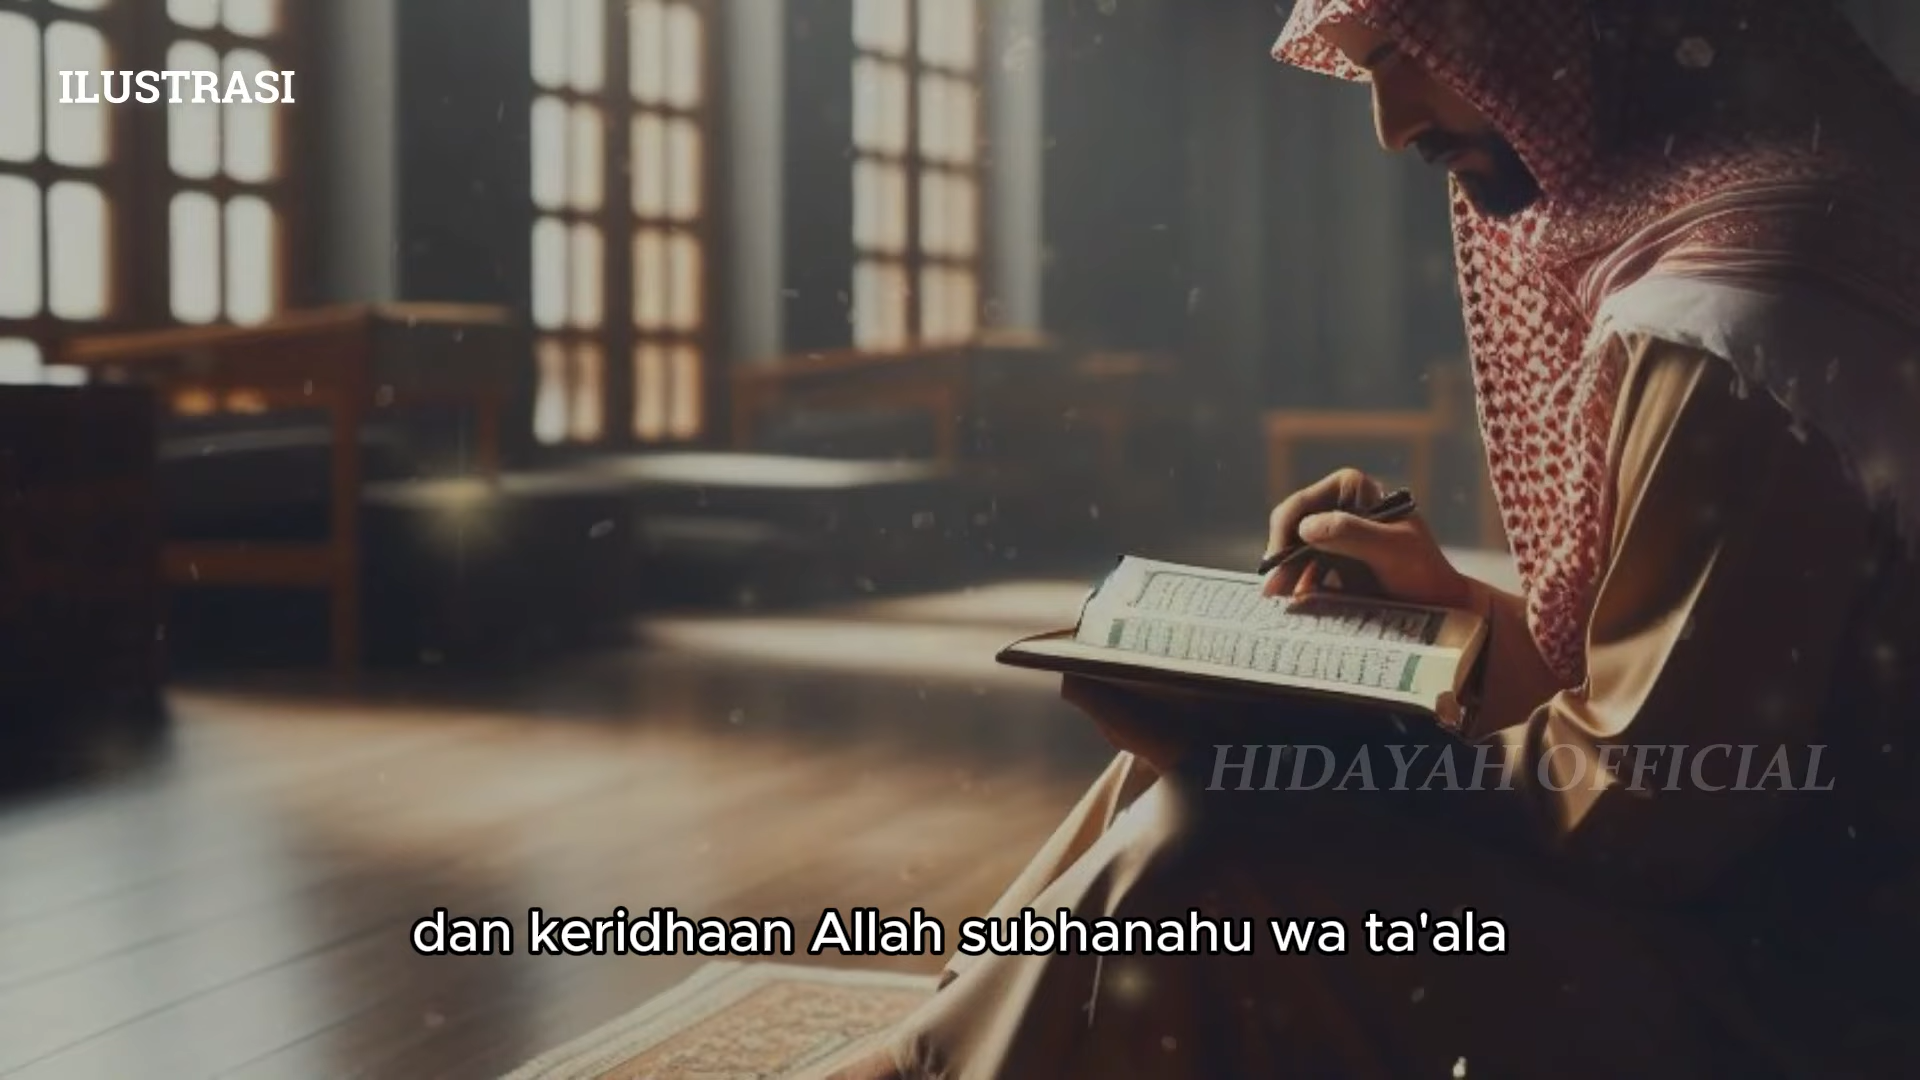 ILUSTRASI
HIDAYAH OFFICIAL
dan keridhaan Allah subhanahu wa ta'ala